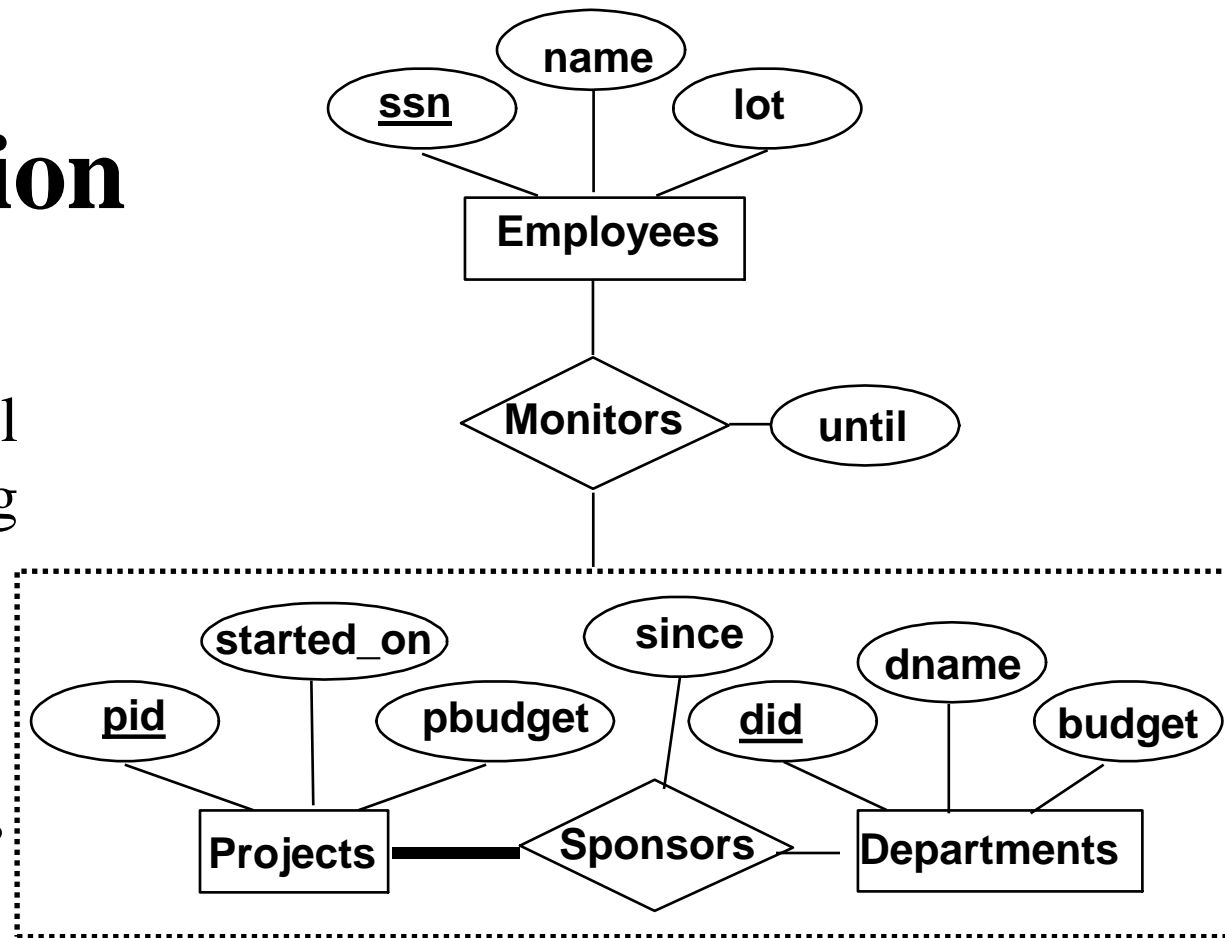 ion
l
g
,
name
ssn
lot
Employees
Monitors
until
started_on
since
dname
pid
pbudget
did
budget
Projects
Sponsors
Departments